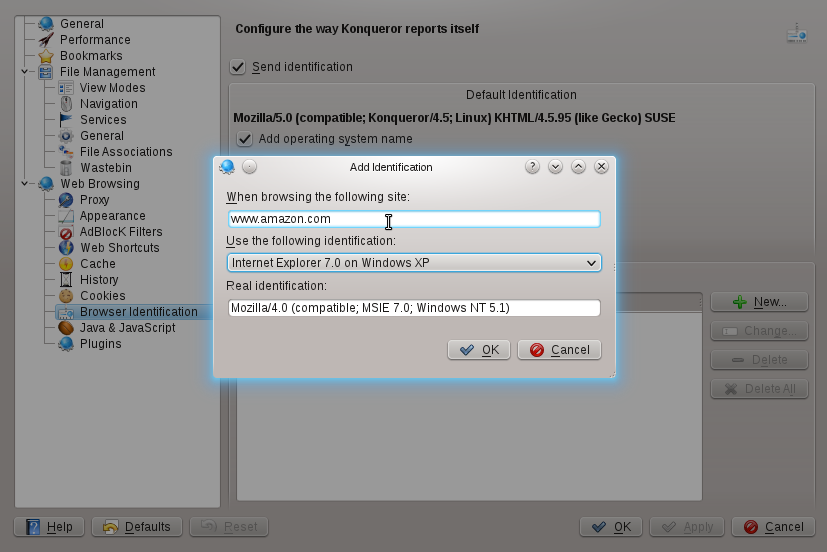 General
Performance
Bookmarks
File Management
View Modes
Navigation
Services
General
File Associations
Wastebin
Web Browsing
Proxy
Appearance
AdBlocK Filters
Web Shortcuts
Cache
History
Cookies
Browser Identification
Java & JavaScript
Plugins
Configure the way Konqueror reports itself
Send identification
Default Identification
Mozilla/5.0 (compatible; Konqueror/4.5; Linux) KHTML/4.5.95 (like Gecko) SUSE
Add operating system name
Add Identification
When browsing the following site:
www.amazon.com
Use the following identification:
Internet Explorer 7.0 on Windows XP
Real identification:
Mozilla/4.0 (compatible; MSIE 7.0; Windows NT 5.1)
OK Cancel
New...
Change...
Delete
Delete All
Help Defaults Reset OK Apply Cancel